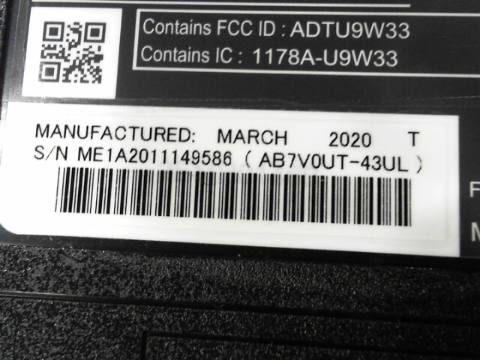 Contains FCC ID : ADTU9W33
Contains IC : 1178A-U9W33
MANUFACTURED: MARCH 2020 T
S/N ME1A2011149586 ( AB7V0UT-43UL )
F